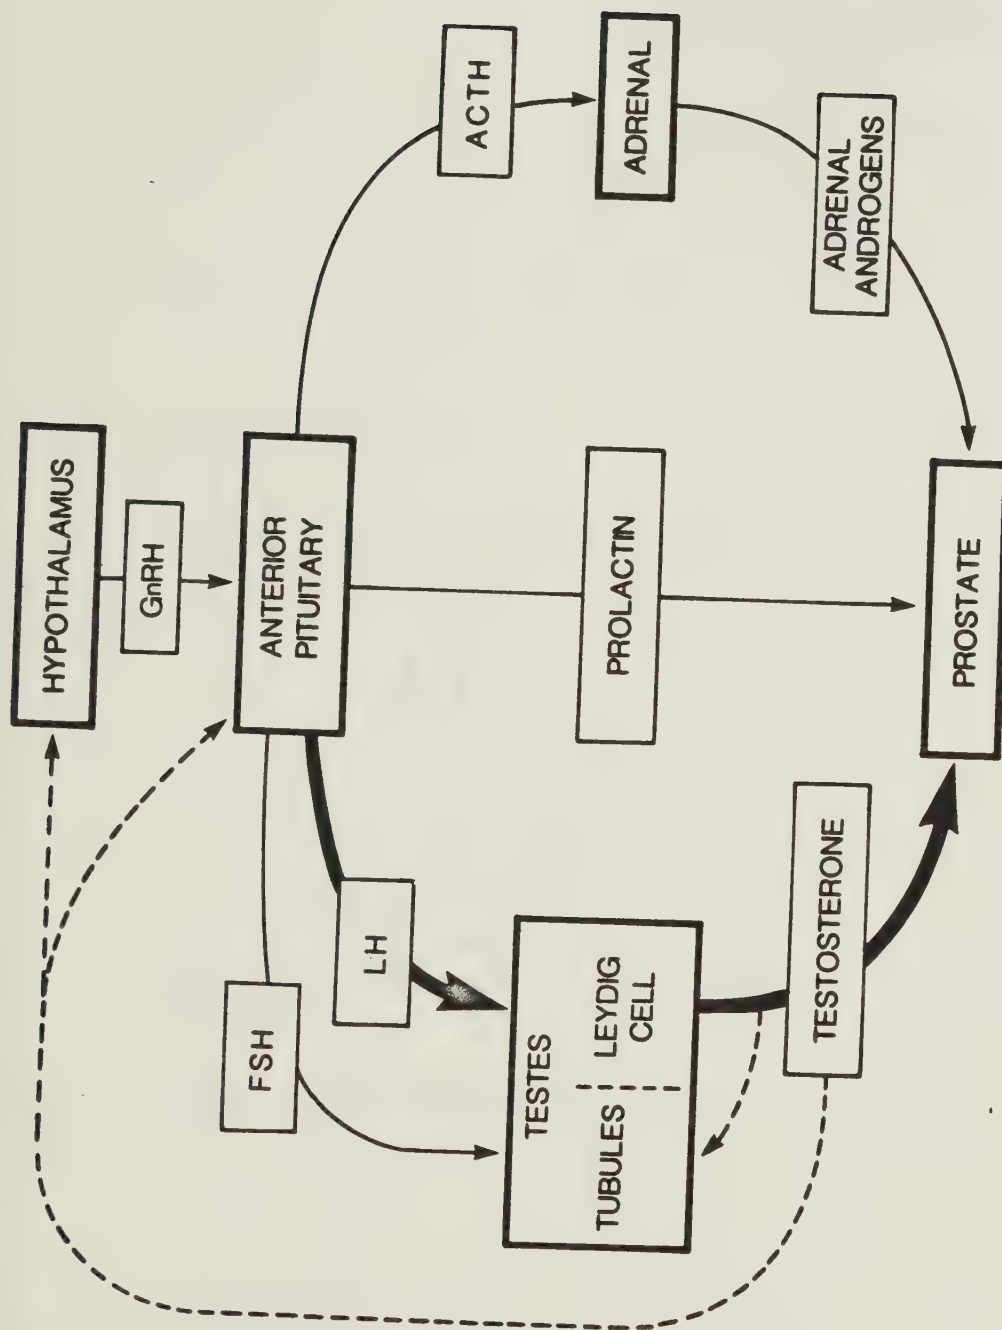 HYPOTHALAMUS
GnRH
ANTERIOR
PITUITARY
FSH
LH
ACTH
ADRENAL
TESTES
TUBULES
LEYDIG
CELL
PROLACTIN
ADRENAL
ANDROGENS
TESTOSTERONE
PROSTATE